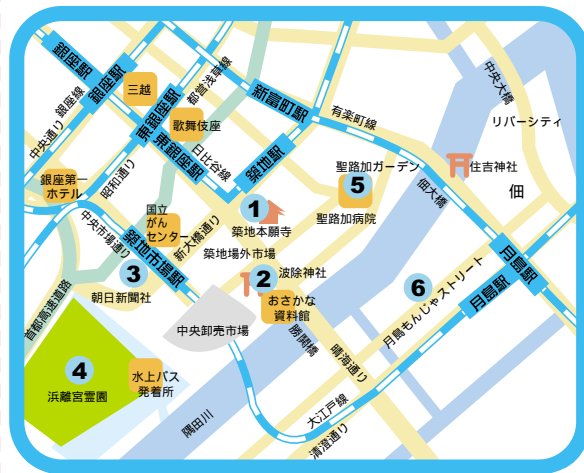 銀座駅
銀座駅
三越
都営浅草線
東銀座駅
東銀座駅
歌舞伎座
日比谷線
築地駅
新富町駅
有楽町線
中央大橋
リバーシティ
住吉神社
佃
佃大橋
銀座線
中央通り
昭和通り
銀座第一
ホテル
中央市場通り
国立
がん
センター
新大橋通り
築地市場駅
1
築地本願寺
築地場外市場
聖路加ガーデン
5
聖路加病院
2
波除神社
おさかな
資料館
3
朝日新聞社
首都高速道路
中央卸売市場
勝鬨橋
晴海通り
6
月島もんじゃストリート
月島駅
月島駅
4
浜離宮霊園
水上バス
発着所
隅田川
大江戸線
清澄通り